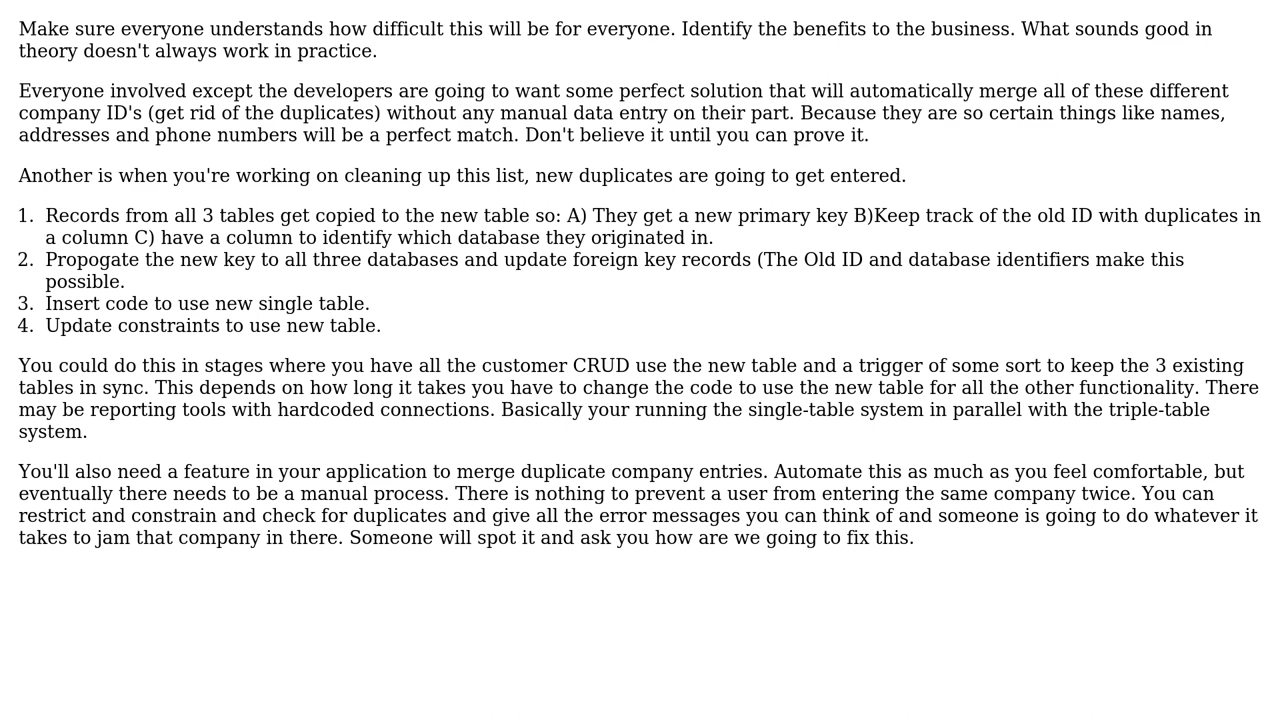 Make sure everyone understands how difficult this will be for everyone. Identify the benefits to the business. What sounds good in
theory doesn't always work in practice.
Everyone involved except the developers are going to want some perfect solution that will automatically merge all of these different
company ID's (get rid of the duplicates) without any manual data entry on their part. Because they are so certain things like names,
addresses and phone numbers will be a perfect match. Don't believe it until you can prove it.
Another is when you're working on cleaning up this list, new duplicates are going to get entered.
1. Records from all 3 tables get copied to the new table so: A) They get a new primary key B)Keep track of the old ID with duplicates in
a column C) have a column to identify which database they originated in.
2. Propogate the new key to all three databases and update foreign key records (The Old ID and database identifiers make this
possible.
3. Insert code to use new single table.
4. Update constraints to use new table.
You could do this in stages where you have all the customer CRUD use the new table and a trigger of some sort to keep the 3 existing
tables in sync. This depends on how long it takes you have to change the code to use the new table for all the other functionality. There
may be reporting tools with hardcoded connections. Basically your running the single-table system in parallel with the triple-table
system.
You'll also need a feature in your application to merge duplicate company entries. Automate this as much as you feel comfortable, but
eventually there needs to be a manual process. There is nothing to prevent a user from entering the same company twice. You can
restrict and constrain and check for duplicates and give all the error messages you can think of and someone is going to do whatever it
takes to jam that company in there. Someone will spot it and ask you how are we going to fix this.